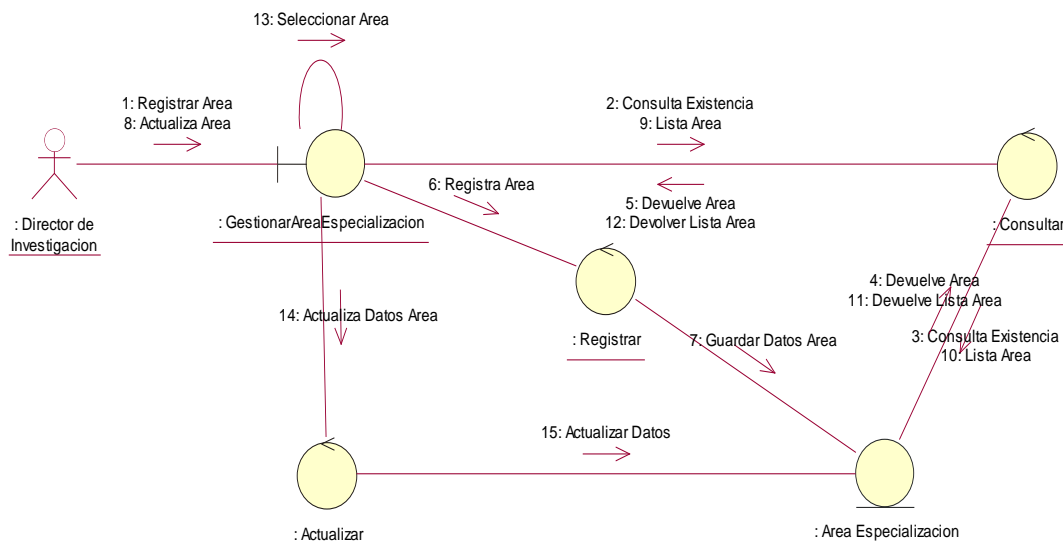 13: Seleccionar Area
1: Registrar Area
8: Actualiza Area
2: Consulta Existencia
9: Lista Area
6: Registra Area
5: Devuelve Area
12: Devolver Lista Area
: Director de
Investigacion
: GestionarAreaEspecializacion
: Consultar
4: Devuelve Area
11: Devuelve Lista Area
14: Actualiza Datos Area
: Registrar
7: Guardar Datos Area
3: Consulta Existencia
10: Lista Area
15: Actualizar Datos
: Actualizar
: Area Especializacion